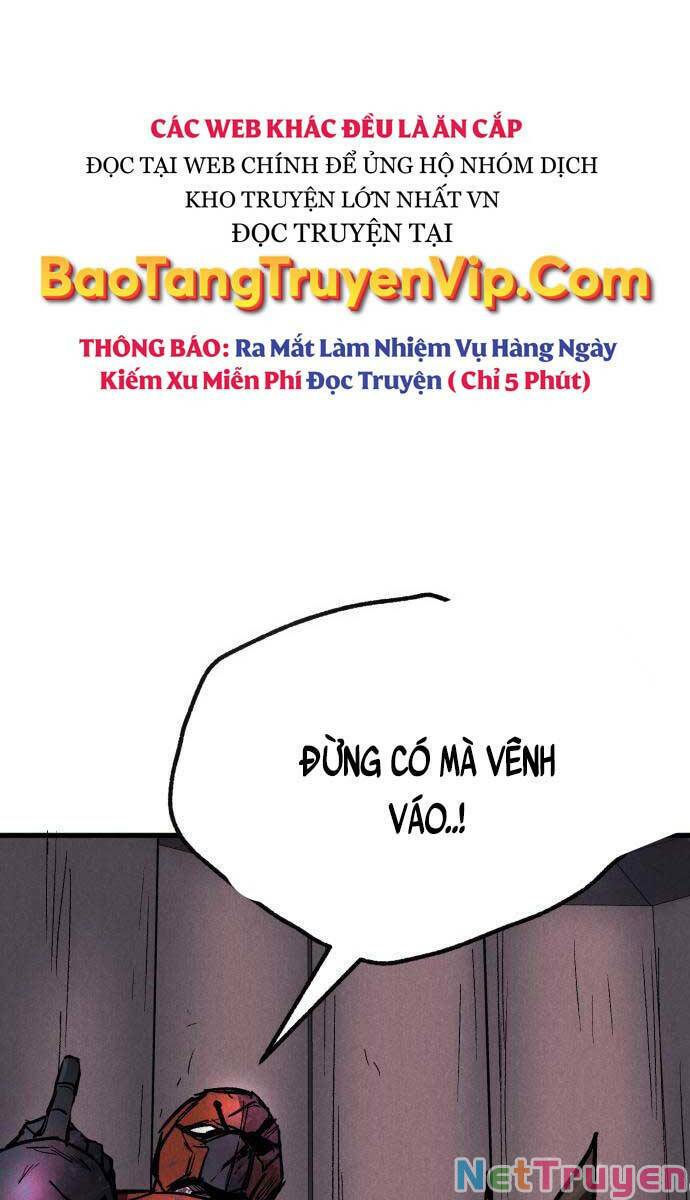 CÁC WEB KHÁC ĐỀU LÀ ĂN CẮP
ĐỌC TẠI WEB CHÍNH ĐỂ ỦNG HỘ NHÓM DỊCH
KHO TRUYỆN LỚN NHẤT VN
ĐỌC TRUYỆN TẠI
BaoTangTruyenVip.Com
THÔNG BÁO: Ra Mắt Làm Nhiệm Vụ Hàng Ngày
Kiếm Xu Miễn Phí Đọc Truyện ( Chỉ 5 Phút)
ĐỪNG CÓ MÀ VÊNH
VÁO..!
NetTruyen